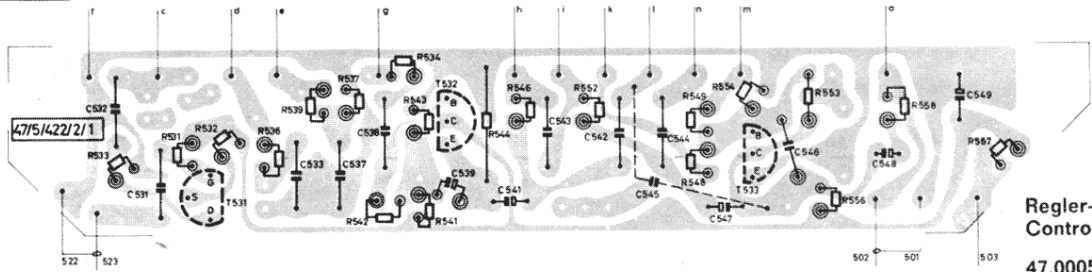 f c d e g h i k l n m o
R534
C532 R537 T532 R546 R552 R549 R554 R553 R558 C549
R539 R543 B
47/5/422/2/1
C538 C R544 C543 C542 C544
R531 R532 R536 E B C546 R557
R533 C
C531 G C533 C537 C539 R548 E C548
S T531 C541 C545 T533
D R542 R541 C547 R556
Regler-
Contro
522 523 502 501 503
47.0005